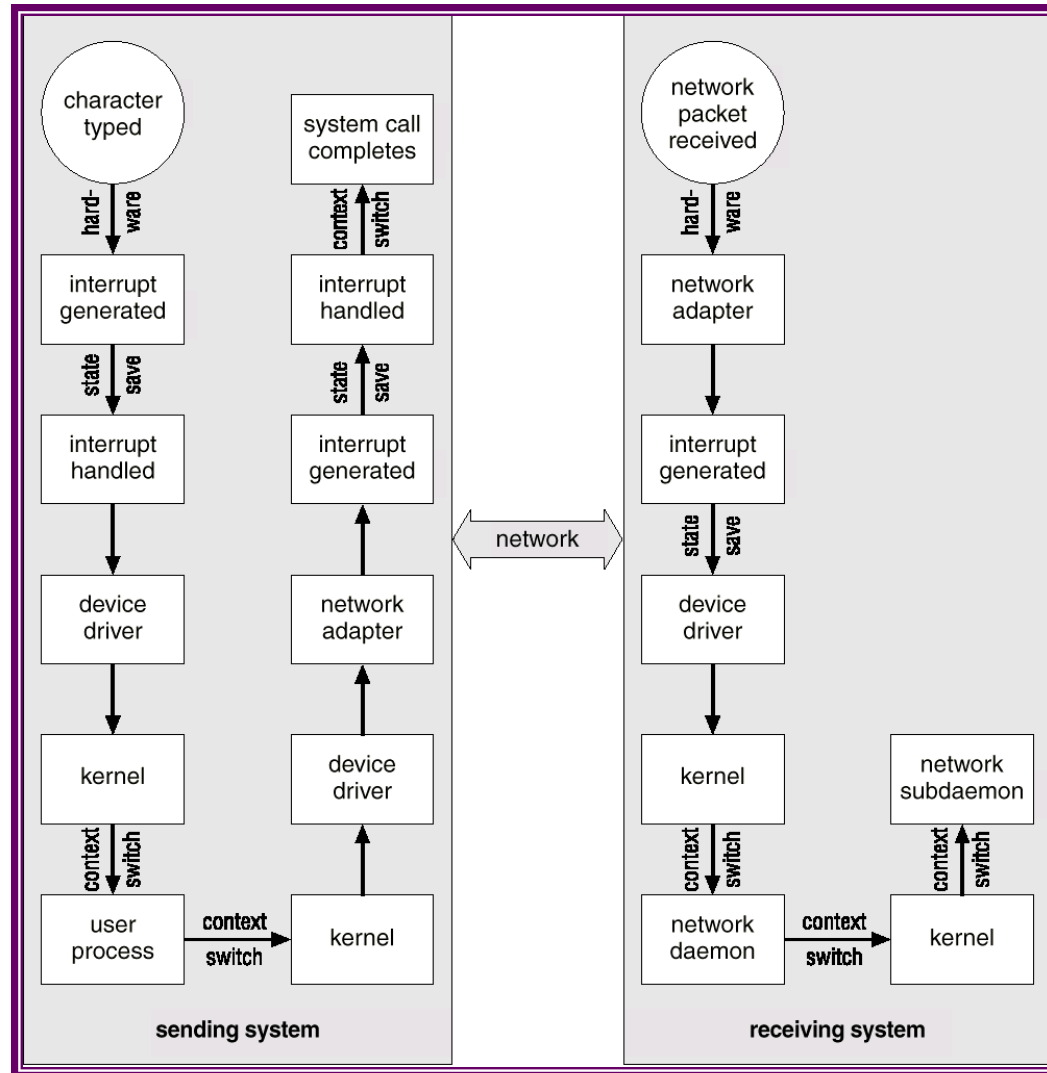 character
typed
hard-
ware
interrupt
generated
state
save
interrupt
handled
device
driver
kernel
context
switch
user
process
context
switch
kernel
device
driver
network
adapter
interrupt
generated
state
save
interrupt
handled
context
switch
system call
completes
sending system
network
network
packet
received
hard-
ware
network
adapter
interrupt
generated
state
save
device
driver
kernel
context
switch
network
daemon
context
switch
kernel
context
switch
network
subdaemon
receiving system